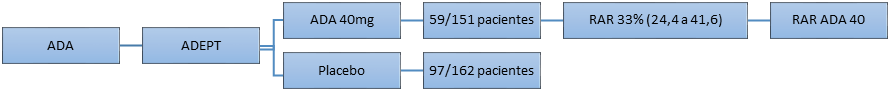 ADA
ADEPT
ADA 40mg
59/151 pacientes
RAR 33% (24,4 a 41,6)
RAR ADA 40
Placebo
97/162 pacientes